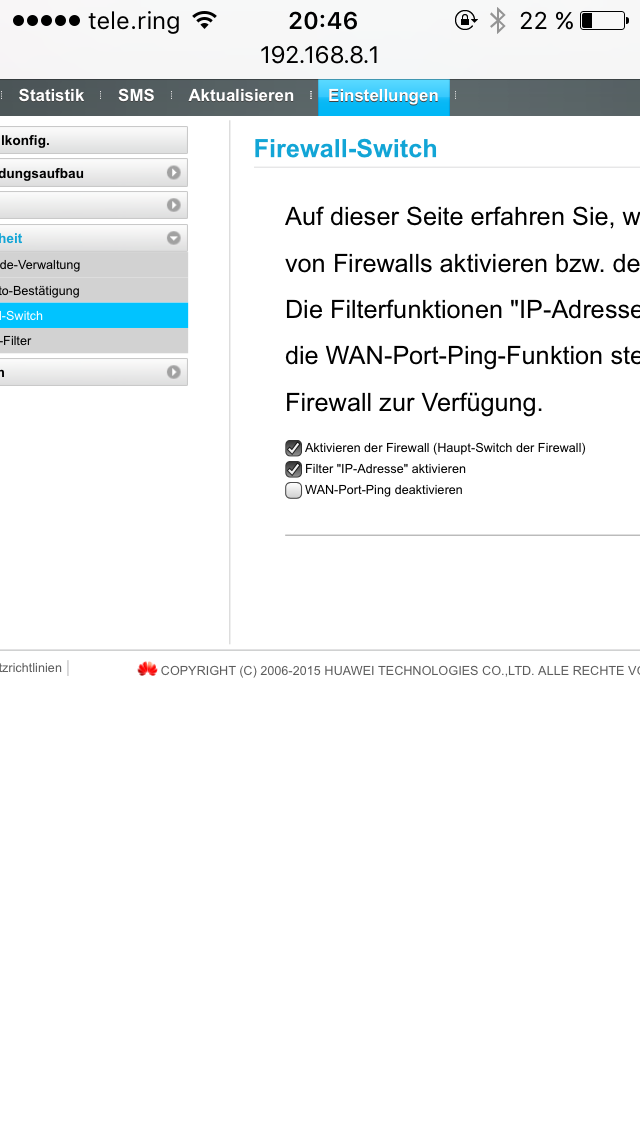 tele.ring 20:46 22 %
192.168.8.1
Statistik SMS Aktualisieren Einstellungen
lkonfig.
dungsaufbau
heit
de-Verwaltung
to-Bestätigung
l-Switch
-Filter
n
Firewall-Switch
Auf dieser Seite erfahren Sie, w
von Firewalls aktivieren bzw. de
Die Filterfunktionen "IP-Adresse
die WAN-Port-Ping-Funktion ste
Firewall zur Verfügung.
Aktivieren der Firewall (Haupt-Switch der Firewall)
Filter "IP-Adresse" aktivieren
WAN-Port-Ping deaktivieren
tzrichtlinien
COPYRIGHT (C) 2006-2015 HUAWEI TECHNOLOGIES CO.,LTD. ALLE RECHTE VO